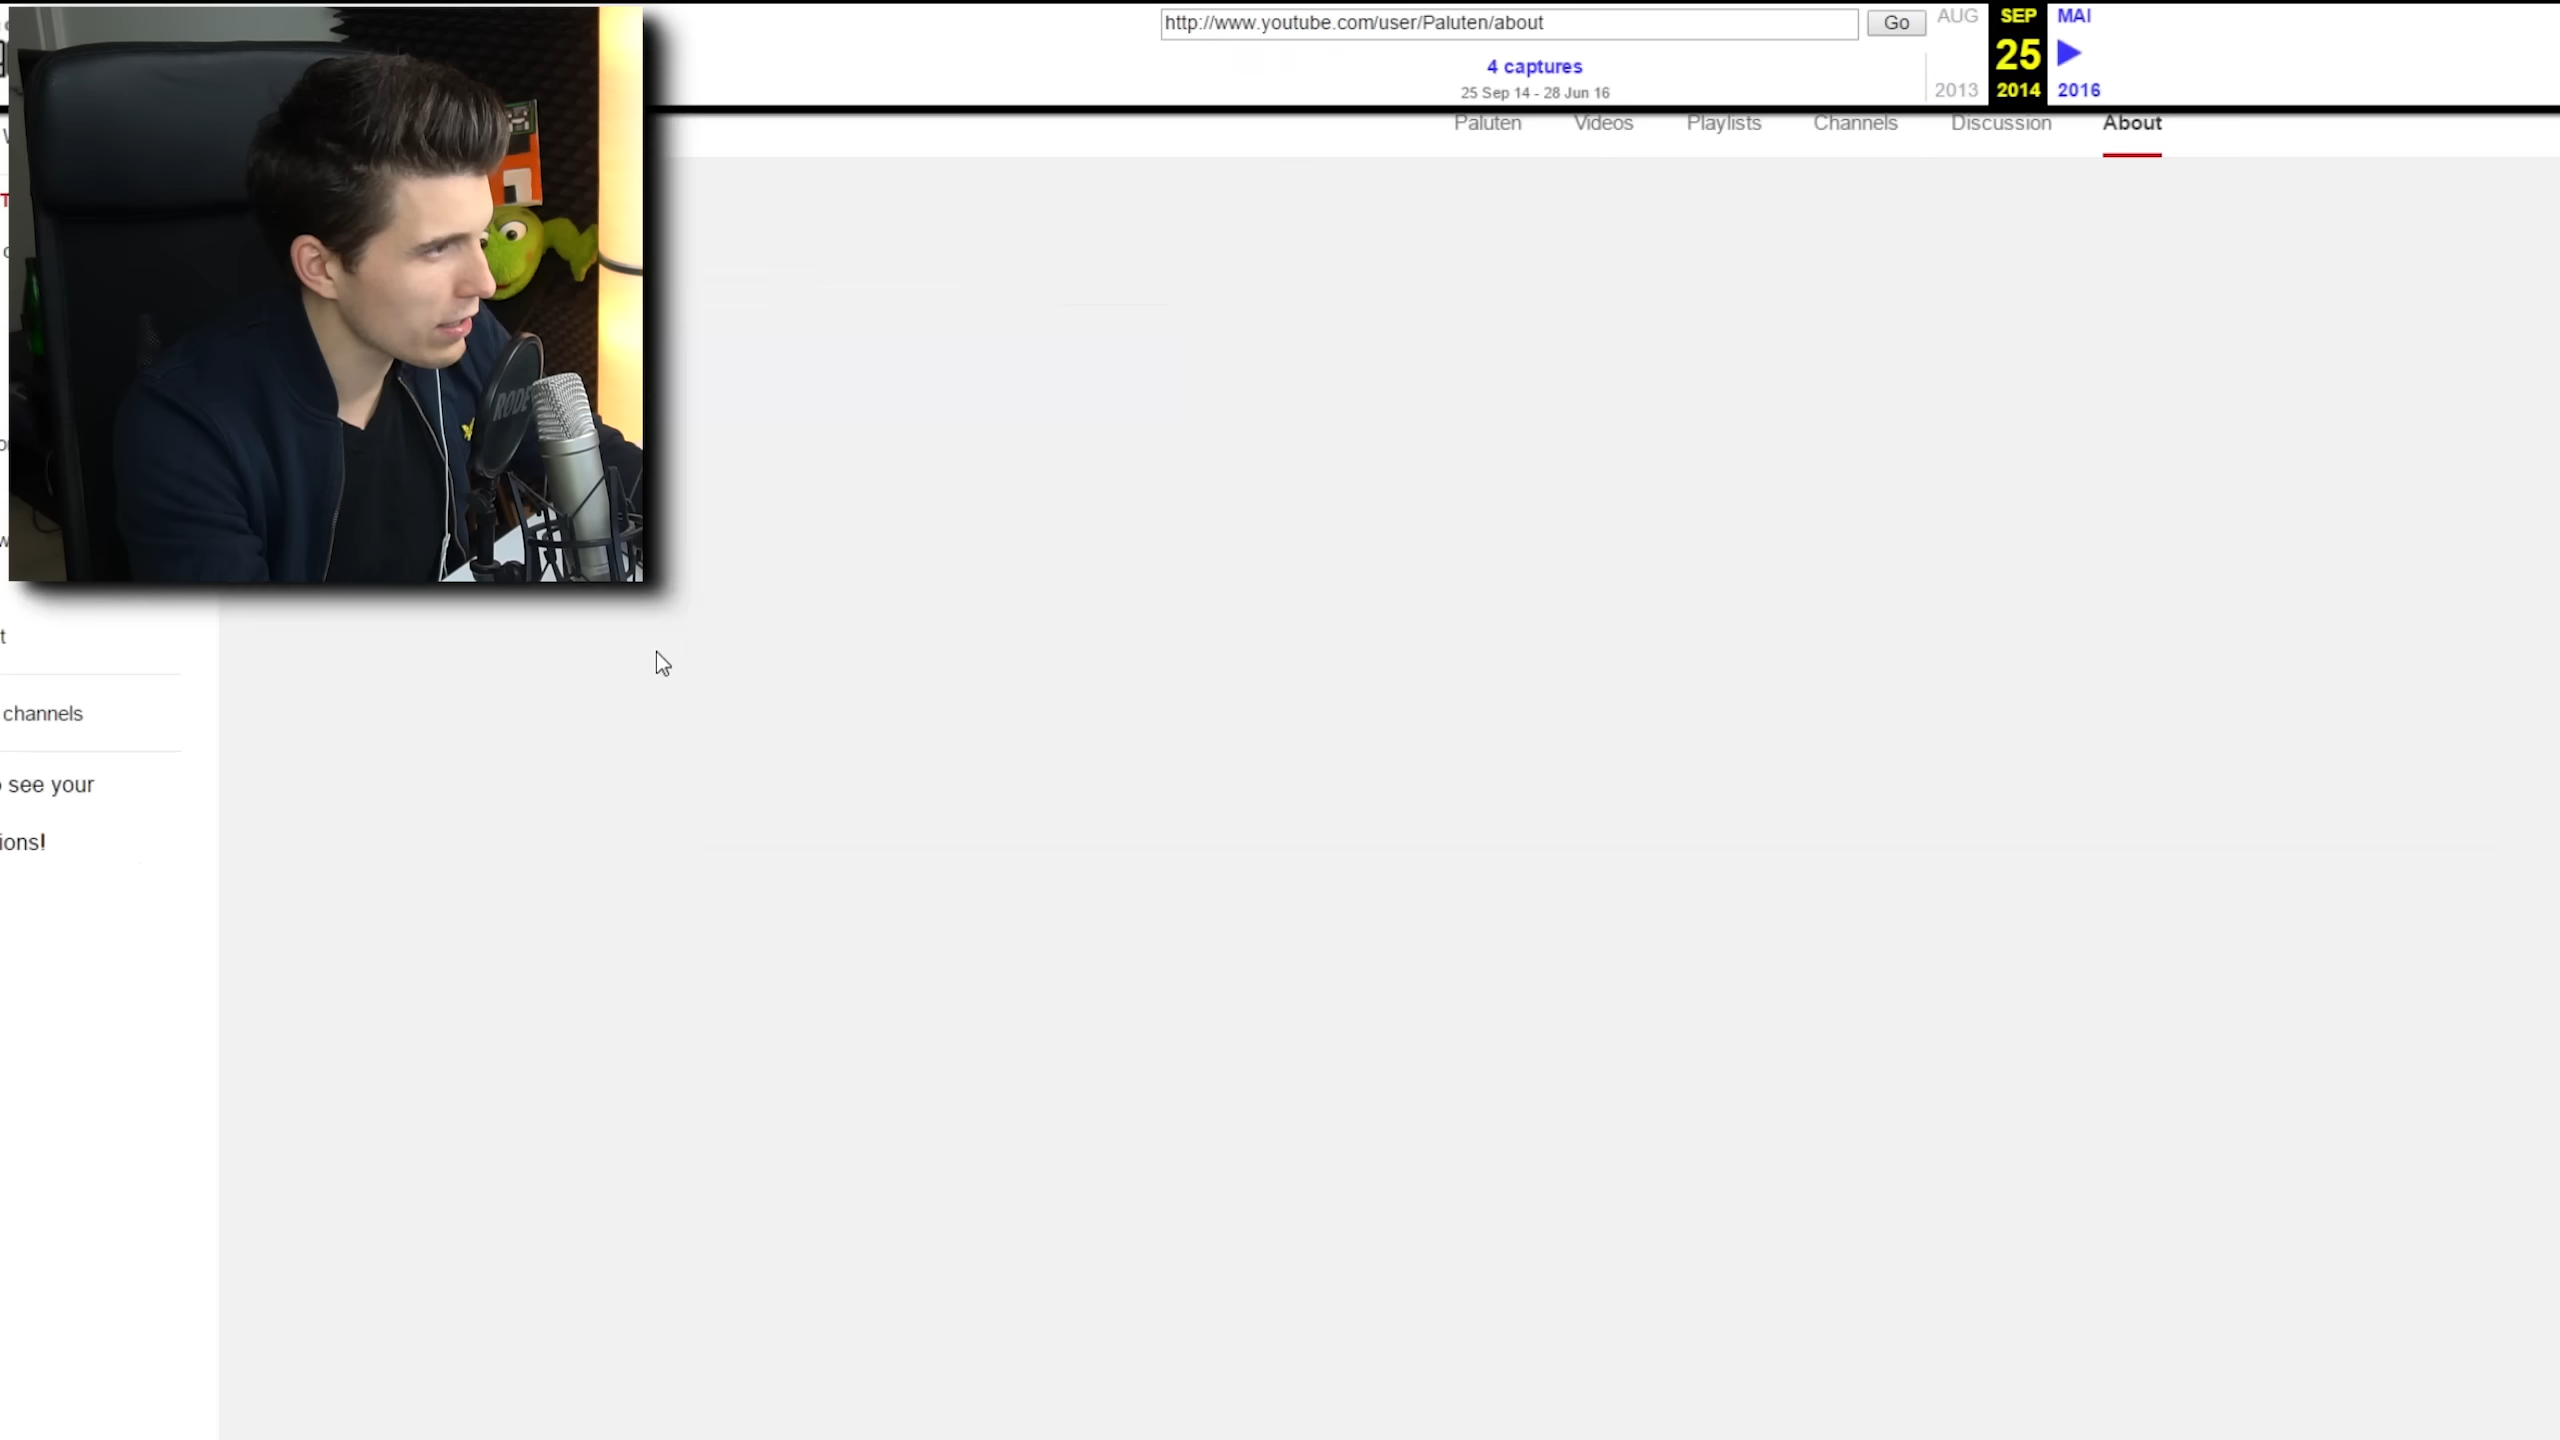 http://www.youtube.com/user/Paluten/about
Go
AUG
SEP
MAI
25
4 captures
25 Sep 14 - 28 Jun 16
2013
2014
2016
Paluten Videos Playlists Channels Discussion About
RODE
channels
see your
ions!